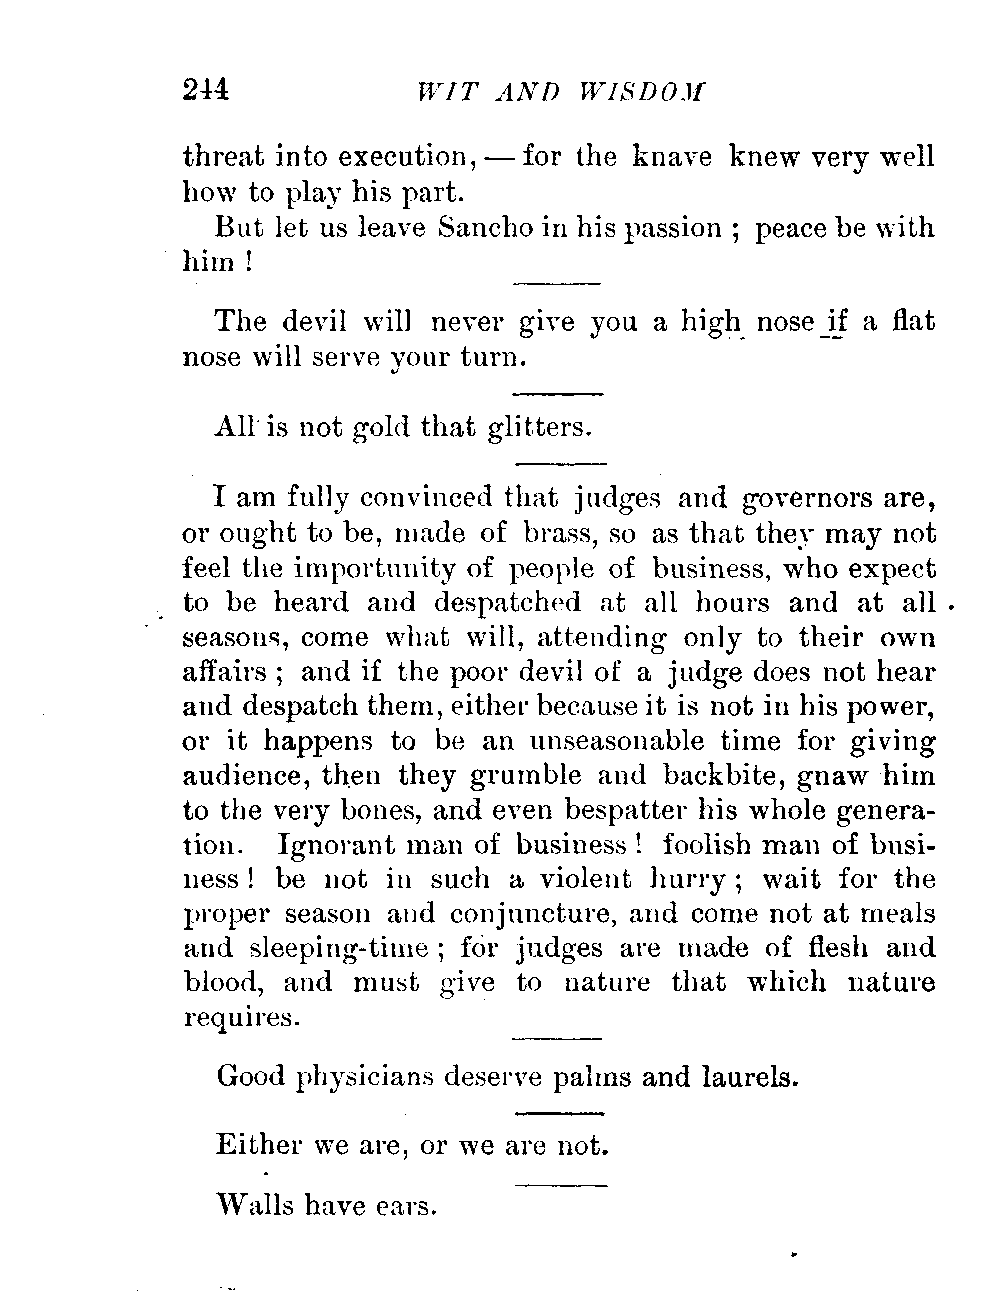 244 WIT AND WISDOM
threat into execution, — for the knave knew very well
how to play his part.
But let us leave Sancho in his passion ; peace be with
him !
The devil will never give you a high nose if a flat
nose will serve your turn.
All is not gold that glitters.
I am fully convinced that judges and governors are,
or ought to be, made of brass, so as that they may not
feel the importunity of people of business, who expect
to be heard and despatched at all hours and at all
seasons, come what will, attending only to their own
affairs ; and if the poor devil of a judge does not hear
and despatch them, either because it is not in his power,
or it happens to be an unseasonable time for giving
audience, then they grumble and backbite, gnaw him
to the very bones, and even bespatter his whole genera-
tion. Ignorant man of business ! foolish man of busi-
ness ! be not in such a violent hurry ; wait for the
proper season and conjuncture, and come not at meals
and sleeping-time ; for judges are made of flesh and
blood, and must give to nature that which nature
requires.
Good physicians deserve palms and laurels.
Either we are, or we are not.
Walls have ears.